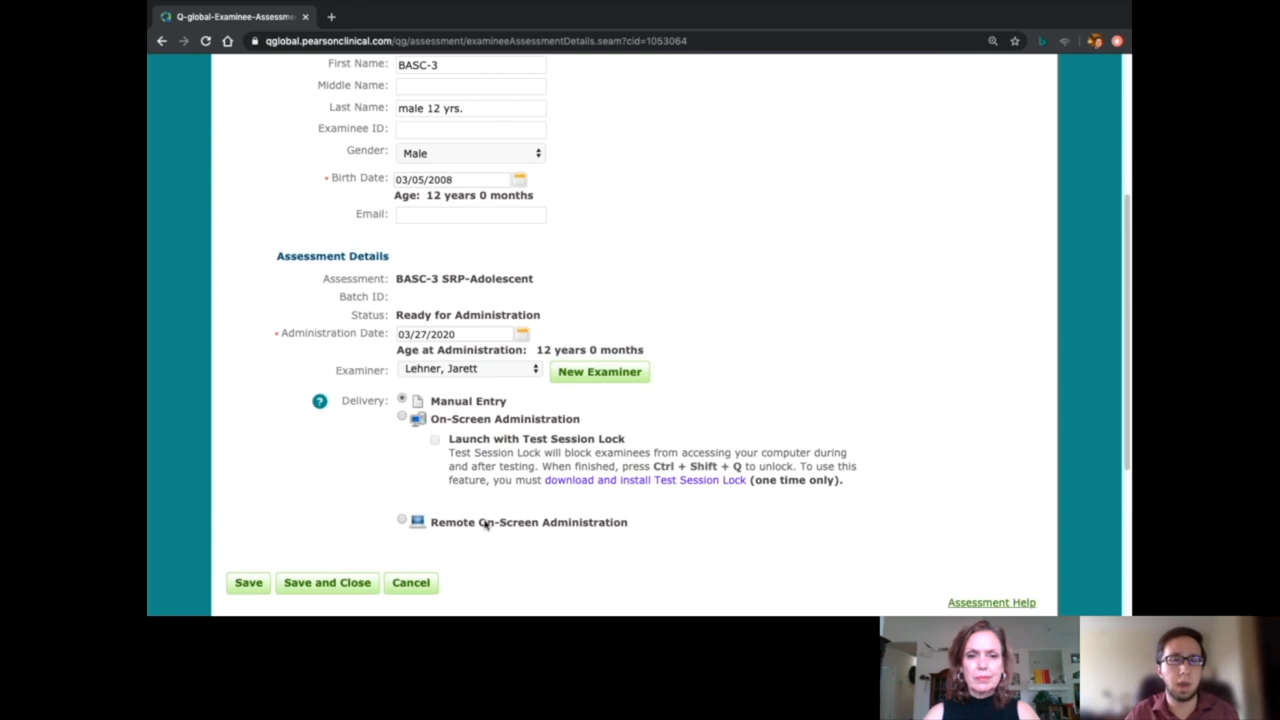 Q-global-Examinee-Assessme
qglobal.pearsonclinical.com/qg/assessment/examineeAssessmentDetails.seam?cid=1053064
First Name: BASC-3
Middle Name:
Last Name: male 12 yrs.
Examinee ID:
Gender: Male
• Birth Date: 03/05/2008
Age: 12 years 0 months
Email:
Assessment Details
Assessment: BASC-3 SRP-Adolescent
Batch ID:
Status: Ready for Administration
• Administration Date: 03/27/2020
Age at Administration: 12 years 0 months
Examiner: Lehner, Jarett New Examiner
? Delivery: Manual Entry
On-Screen Administration
Launch with Test Session Lock
Test Session Lock will block examinees from accessing your computer during
and after testing. When finished, press Ctrl + Shift + Q to unlock. To use this
feature, you must download and install Test Session Lock (one time only).
Remote On-Screen Administration
Save Save and Close Cancel
Assessment Help